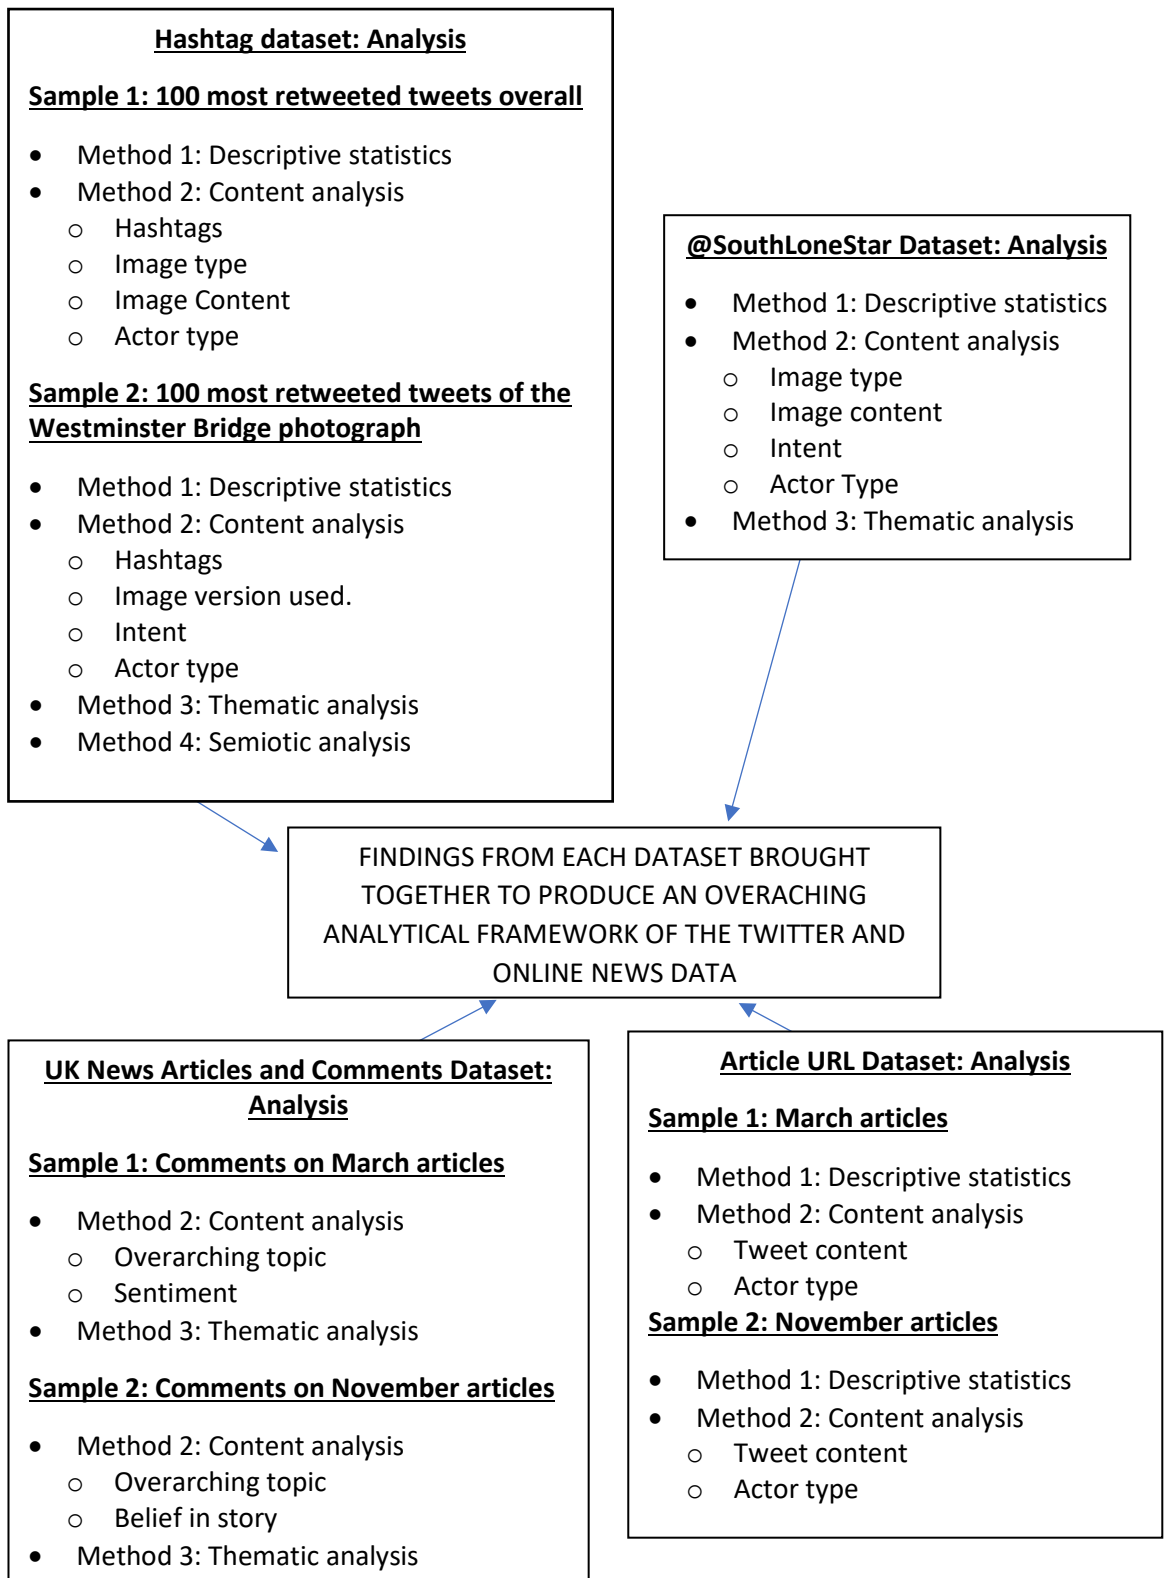 Hashtag dataset: Analysis
Sample 1: 100 most retweeted tweets overall
• Method 1: Descriptive statistics
• Method 2: Content analysis
o Hashtags
o Image type
o Image Content
o Actor type
Sample 2: 100 most retweeted tweets of the
Westminster Bridge photograph
• Method 1: Descriptive statistics
• Method 2: Content analysis
o Hashtags
o Image version used.
o Intent
o Actor type
• Method 3: Thematic analysis
• Method 4: Semiotic analysis
@SouthLoneStar Dataset: Analysis
• Method 1: Descriptive statistics
• Method 2: Content analysis
o Image type
o Image content
o Intent
o Actor Type
• Method 3: Thematic analysis
FINDINGS FROM EACH DATASET BROUGHT
TOGETHER TO PRODUCE AN OVERACHING
ANALYTICAL FRAMEWORK OF THE TWITTER AND
ONLINE NEWS DATA
UK News Articles and Comments Dataset:
Analysis
Sample 1: Comments on March articles
• Method 2: Content analysis
o Overarching topic
o Sentiment
• Method 3: Thematic analysis
Sample 2: Comments on November articles
• Method 2: Content analysis
o Overarching topic
o Belief in story
• Method 3: Thematic analysis
Article URL Dataset: Analysis
Sample 1: March articles
• Method 1: Descriptive statistics
• Method 2: Content analysis
o Tweet content
o Actor type
Sample 2: November articles
• Method 1: Descriptive statistics
• Method 2: Content analysis
o Tweet content
o Actor type